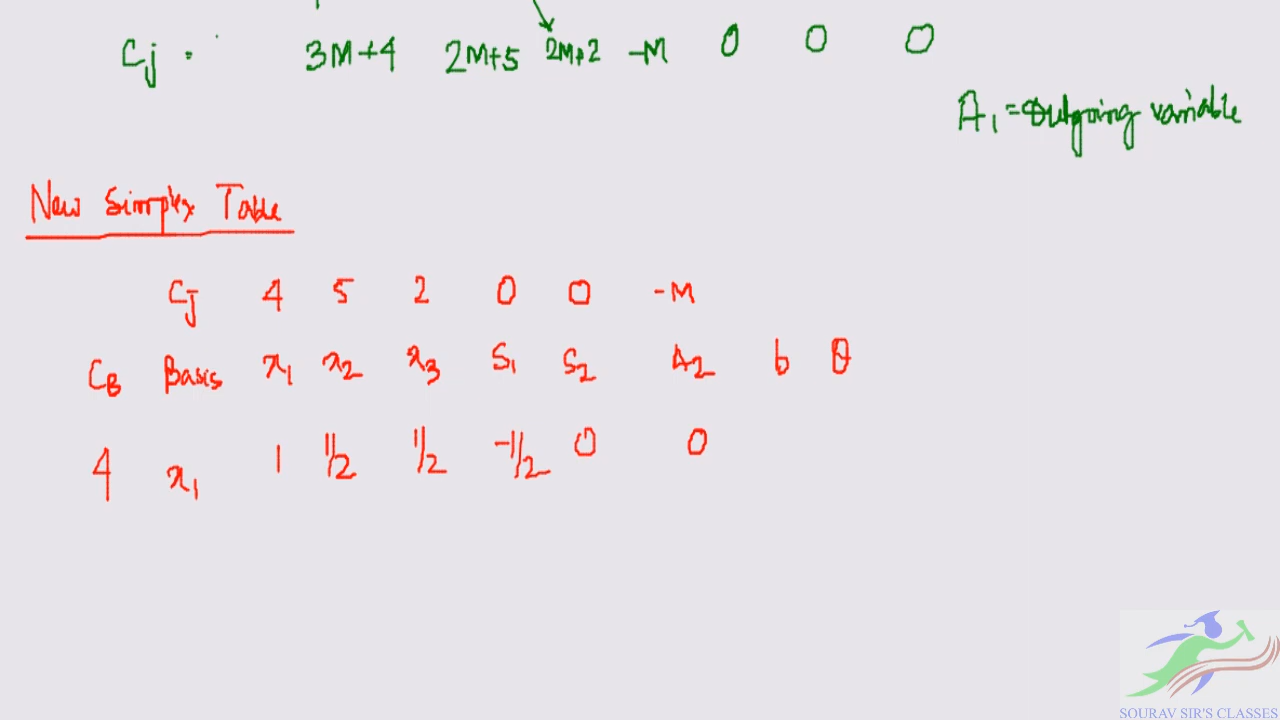 Cj = 3M+4 2M+5 2M+2 -M 0 0 0
A1 = Outgoing variable
New Simplex Table
Cj 4 5 2 0 0 -M
CB Basis x1 x2 x3 S1 S2 A2 b θ
4 x1 1 1/2 1/2 -1/2 0 0
SOURAV SIR'S CLASSES